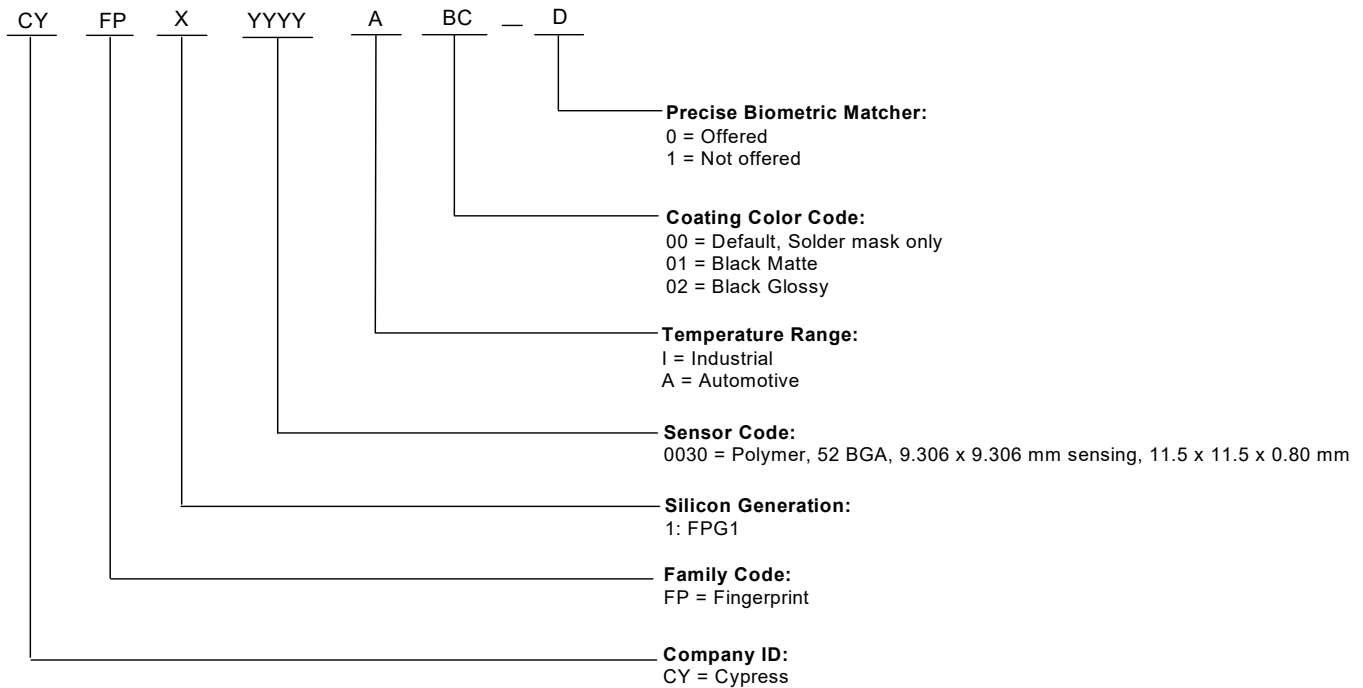 CY FP X YYYY A BC — D
Precise Biometric Matcher:
0 = Offered
1 = Not offered
Coating Color Code:
00 = Default, Solder mask only
01 = Black Matte
02 = Black Glossy
Temperature Range:
I = Industrial
A = Automotive
Sensor Code:
0030 = Polymer, 52 BGA, 9.306 x 9.306 mm sensing, 11.5 x 11.5 x 0.80 mm
Silicon Generation:
1: FPG1
Family Code:
FP = Fingerprint
Company ID:
CY = Cypress